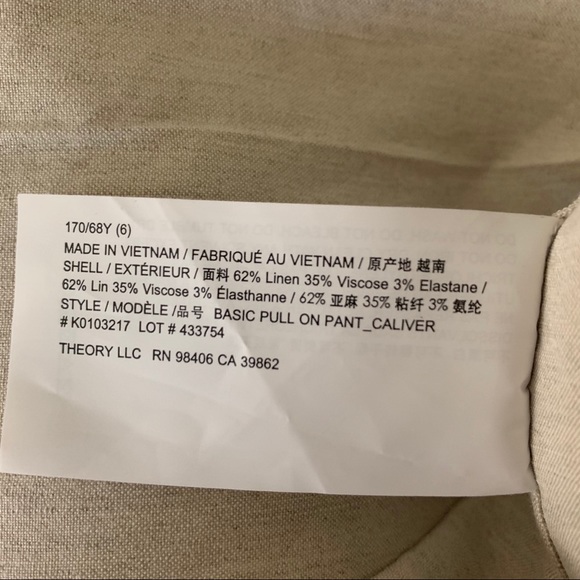 170/68Y (6)
MADE IN VIETNAM / FABRIQUÉ AU VIETNAM / 原产地 越南
SHELL / EXTÉRIEUR / 面料 62% Linen 35% Viscose 3% Elastane /
62% Lin 35% Viscose 3% Élasthanne / 62% 亚麻 35% 粘纤 3% 氨纶
STYLE / MODÈLE /品号 BASIC PULL ON PANT_CALIVER
# K0103217 LOT # 433754
THEORY LLC RN 98406 CA 39862